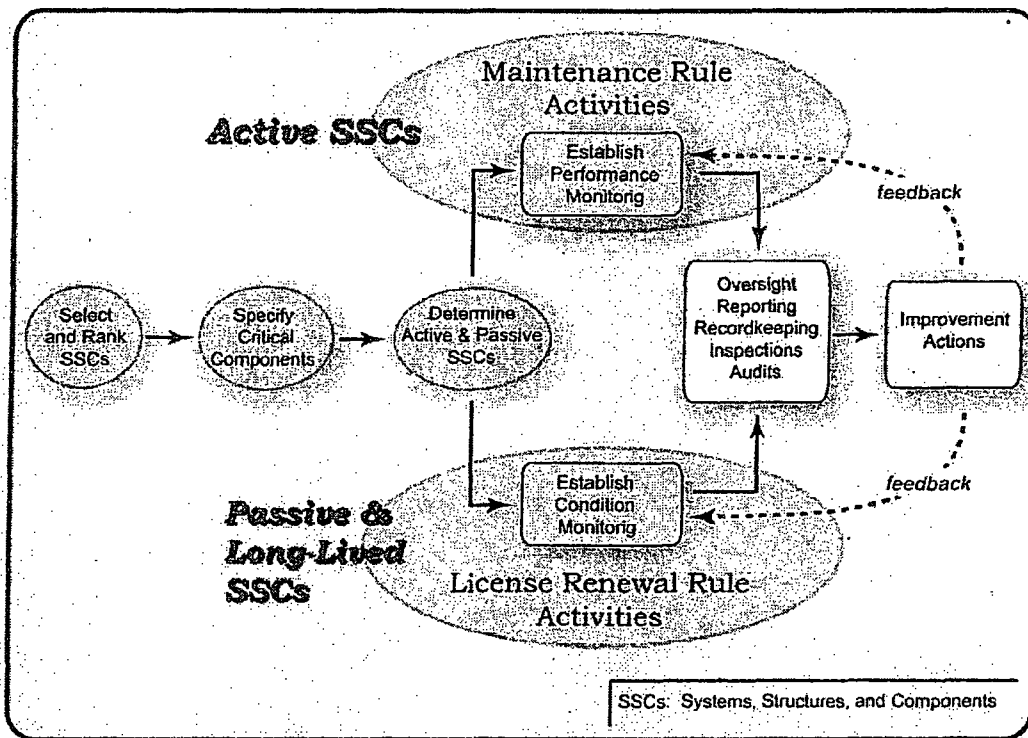 Maintenance Rule
Activities
Active SSCs
Establish
Performance
Monitorig
feedback
Select
and Rank
SSCs
Specify
Critical
Components
Determine
Active & Passive
SSCs
Oversight
Reporting
Recordkeeping
Inspections
Audits
Improvement
Actions
Establish
Condition
Monitorig
feedback
Passive &
Long-Lived
SSCs
License Renewal Rule
Activities
SSCs: Systems, Structures, and Components